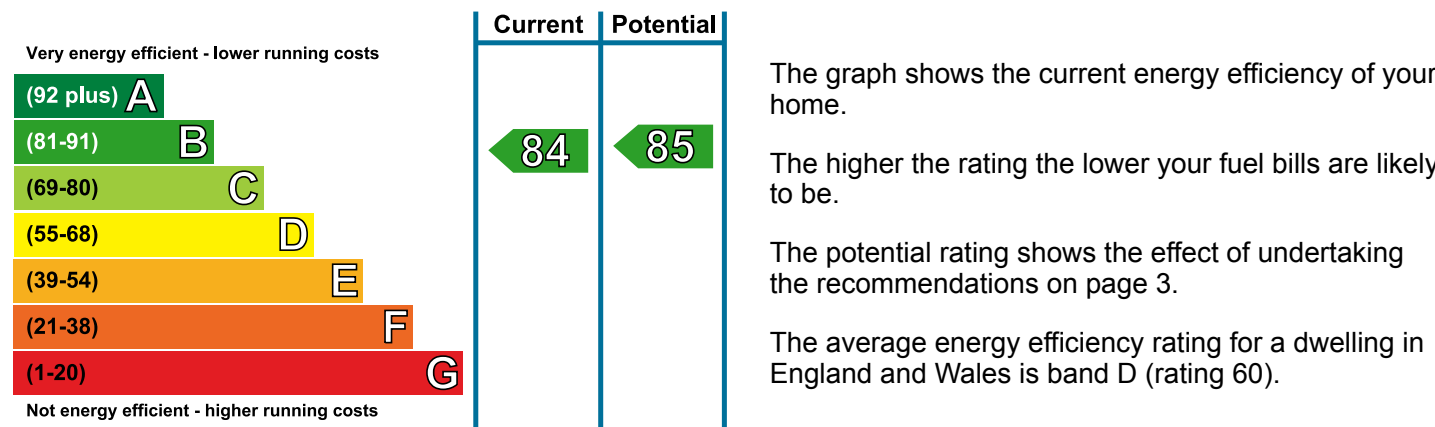 Current Potential
Very energy efficient - lower running costs
(92 plus) A
(81-91) B
84 85
(69-80) C
(55-68) D
(39-54) E
(21-38) F
(1-20) G
Not energy efficient - higher running costs
The graph shows the current energy efficiency of your
home.
The higher the rating the lower your fuel bills are likely
to be.
The potential rating shows the effect of undertaking
the recommendations on page 3.
The average energy efficiency rating for a dwelling in
England and Wales is band D (rating 60).